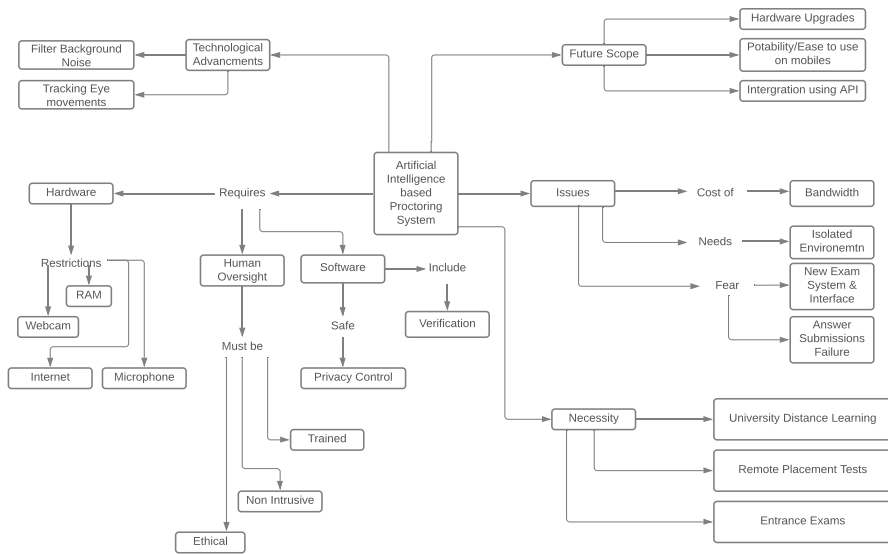 Hardware Upgrades
Filter Background
Noise
Technological
Advancments
Future Scope
Potability/Ease to use
on mobiles
Tracking Eye
movements
Intergration using API
Artificial
Intelligence
based
Proctoring
System
Hardware
Requires
Issues
Cost of
Bandwidth
Needs
Isolated
Environemtn
Restrictions
Human
Oversight
Software
Include
Fear
New Exam
System &
Interface
RAM
Webcam
Safe
Verification
Answer
Submissions
Failure
Must be
Internet
Microphone
Privacy Control
Necessity
University Distance Learning
Trained
Remote Placement Tests
Non Intrusive
Entrance Exams
Ethical